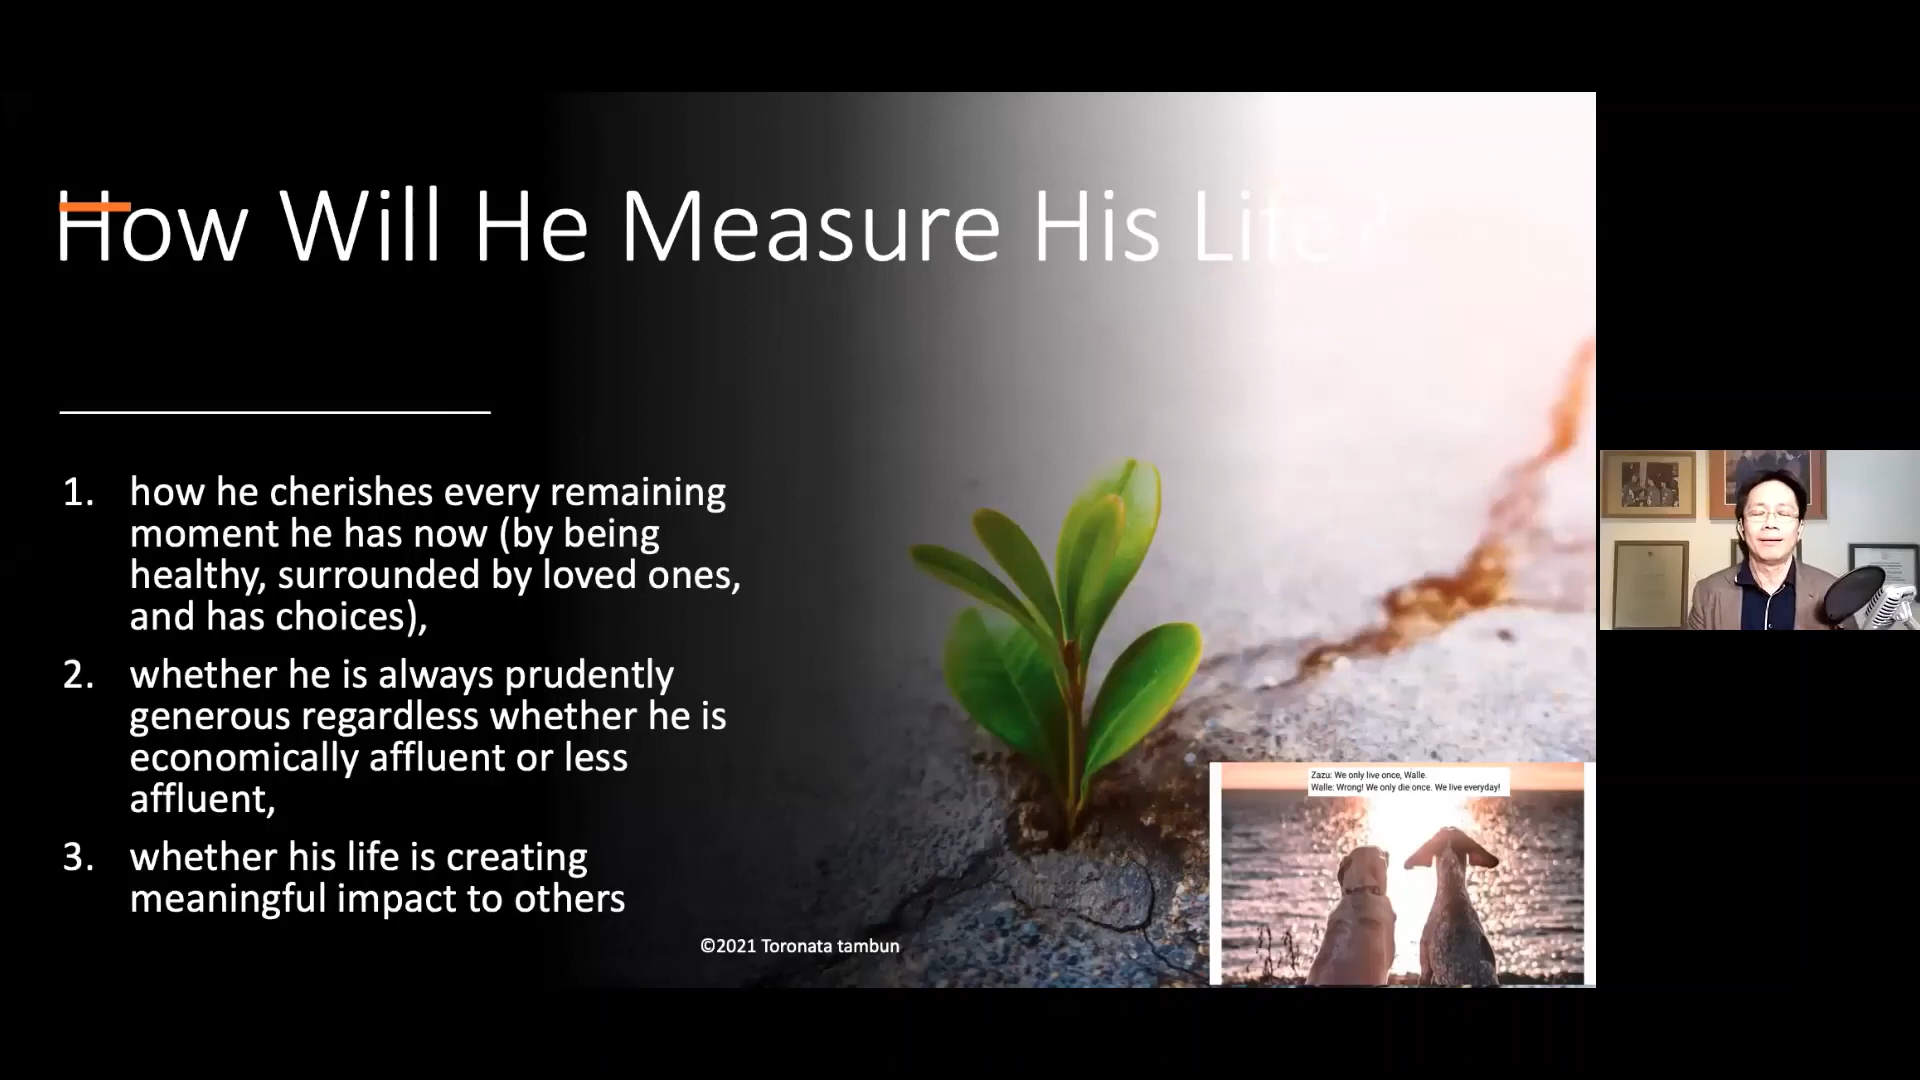 How Will He Measure His Life?
1. how he cherishes every remaining
moment he has now (by being
healthy, surrounded by loved ones,
and has choices),
2. whether he is always prudently
generous regardless whether he is
economically affluent or less
affluent,
3. whether his life is creating
meaningful impact to others
©2021 Toronata tambun
Zazu: We only live once, Walle.
Walle: Wrong! We only die once. We live everyday!